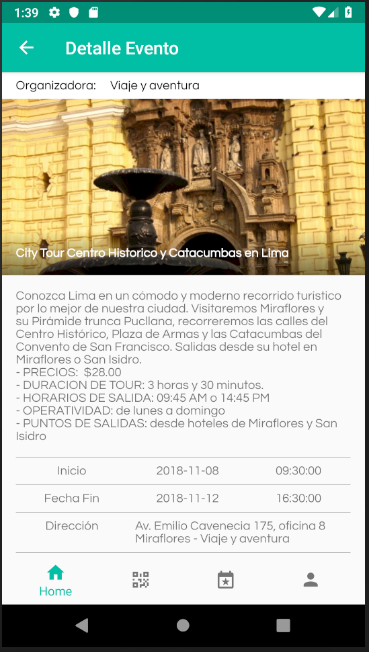 1:39
Detalle Evento
Organizadora: Viaje y aventura
City Tour Centro Historico y Catacumbas en Lima
Conozca Lima en un cómodo y moderno recorrido turistico
por lo mejor de nuestra ciudad. Visitaremos Miraflores y
su Pirámide trunca Pucllana, recorreremos las calles del
Centro Histórico, Plaza de Armas y las Catacumbas del
Convento de San Francisco. Salidas desde su hotel en
Miraflores o San Isidro.
- PRECIOS: $28.00
- DURACION DE TOUR: 3 horas y 30 minutos.
- HORARIOS DE SALIDA: 09:45 AM o 14:45 PM
- OPERATIVIDAD: de lunes a domingo
- PUNTOS DE SALIDAS: desde hoteles de Miraflores y San
Isidro
Inicio 2018-11-08 09:30:00
Fecha Fin 2018-11-12 16:30:00
Dirección Av. Emilio Cavenecia 175, oficina 8
Miraflores - Viaje y aventura
Home